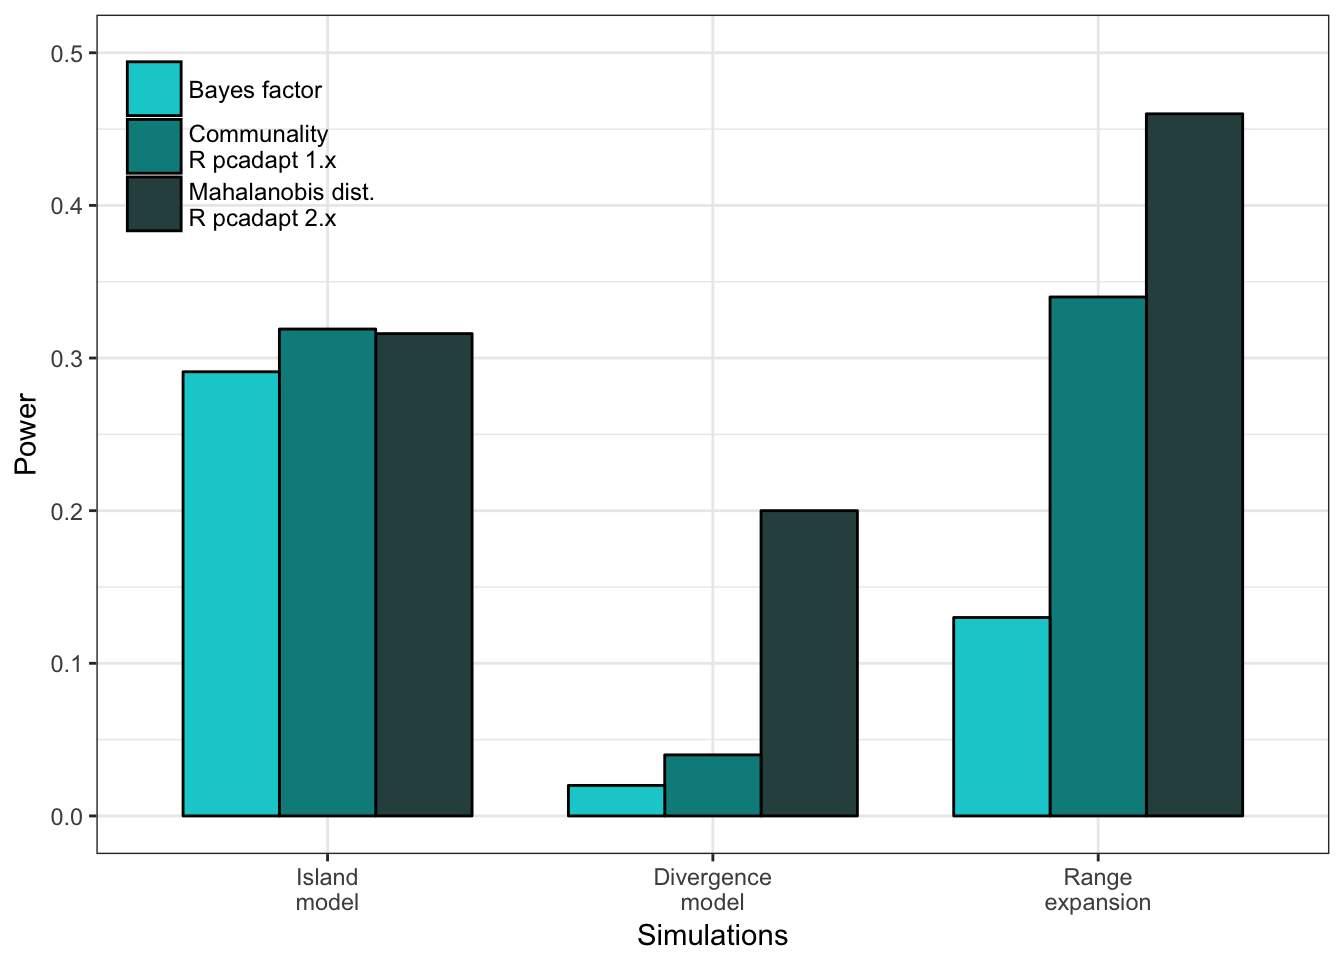 0.5
0.4
0.3
0.2
0.1
0.0
Power
Bayes factor
Communality
R pcadapt 1.x
Mahalanobis dist.
R pcadapt 2.x
Island
model
Divergence
model
Range
expansion
Simulations